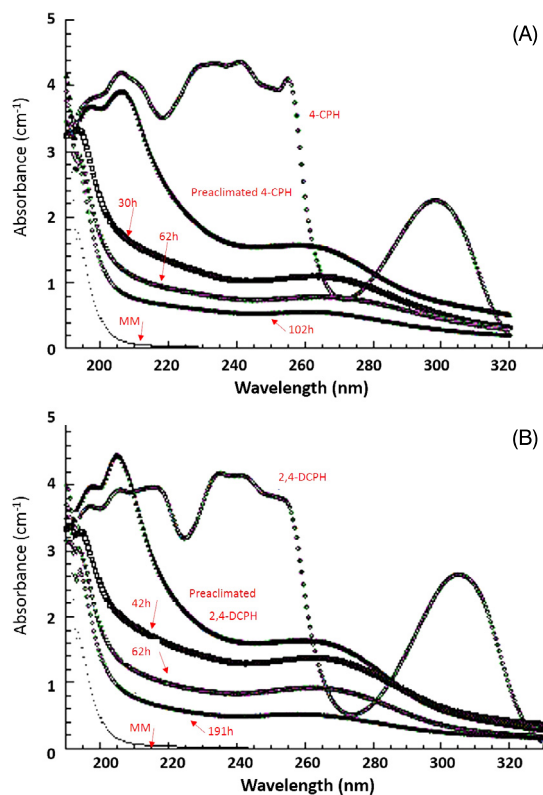 (A)
5
4
3
2
1
0
Absorbance (cm⁻¹)
4-CPH
Preaclimated 4-CPH
30h
62h
MM
102h
200 220 240 260 280 300 320
Wavelength (nm)
(B)
5
4
3
2
1
0
Absorbance (cm⁻¹)
2,4-DCPH
Preaclimated
2,4-DCPH
42h
62h
MM
191h
200 220 240 260 280 300 320
Wavelength (nm)